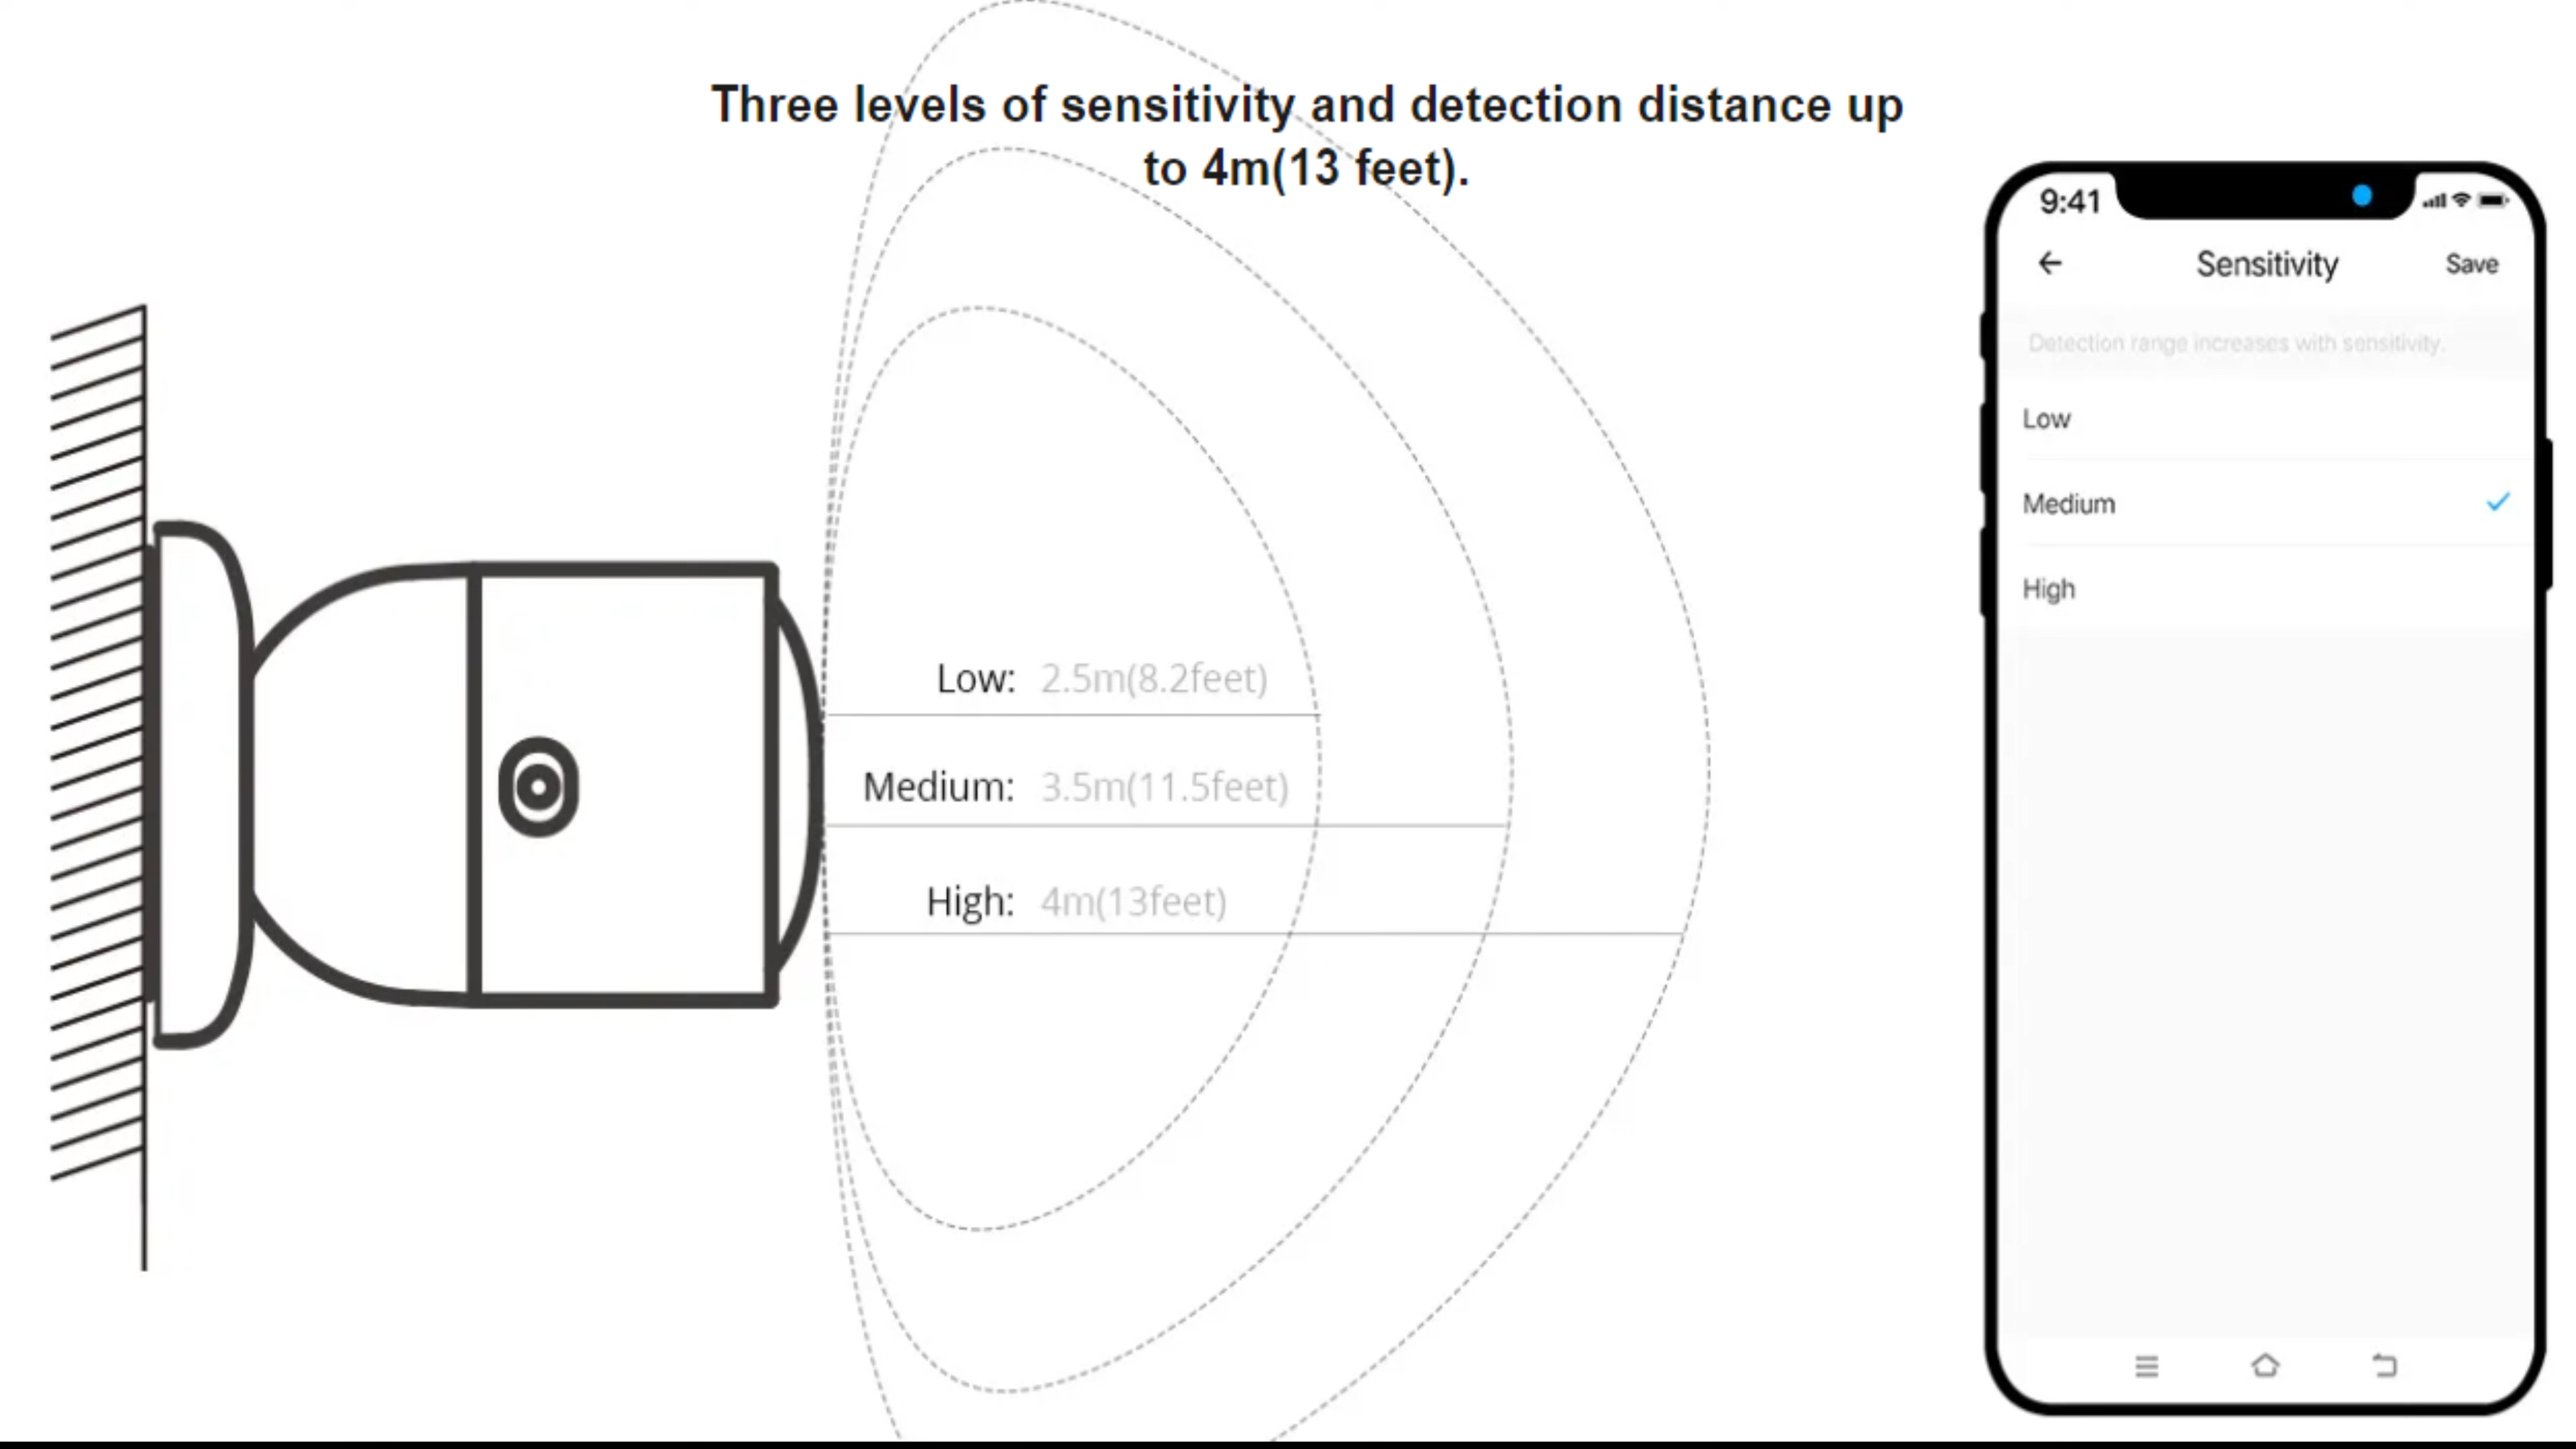 Three levels of sensitivity and detection distance up
to 4m(13 feet).
Low: 2.5m(8.2feet)
Medium: 3.5m(11.5feet)
High: 4m(13feet)
9:41
Sensitivity Save
Detection range increases with sensitivity.
Low
Medium
High